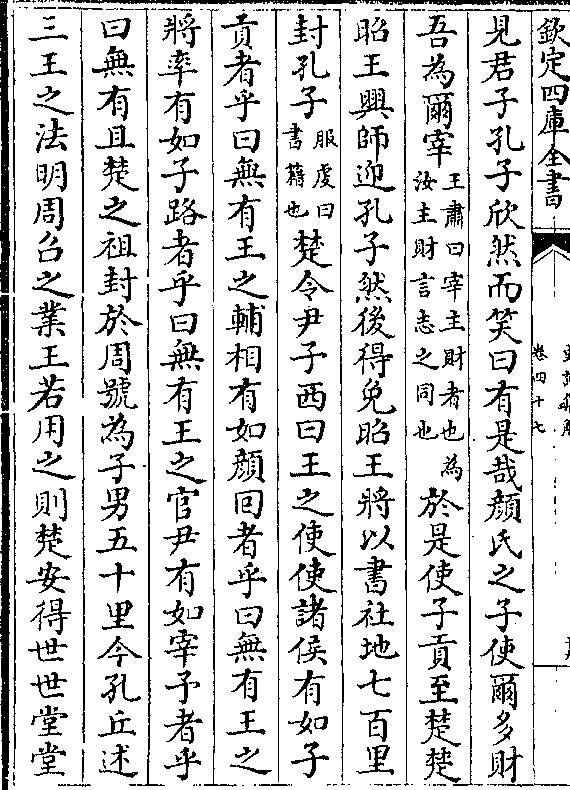 欽定四庫全書
卷四十七
見君子孔子欣然而笑曰有是哉顔氏之子使爾多財
吾為爾宰王肅曰宰主財者也為汝主財言志之同也於是使子貢至楚楚
昭王興師迎孔子然後得免昭王將以書社地七百里
封孔子服虔曰書籍也楚令尹子西曰王之使使諸侯有如子
貢者乎曰無有王之輔相有如顔回者乎曰無有王之
將率有如子路者乎曰無有王之官尹有如宰予者乎
曰無有且楚之祖封於周號為子男五十里今孔丘述
三王之法明周召之業王若用之則楚安得世世堂堂